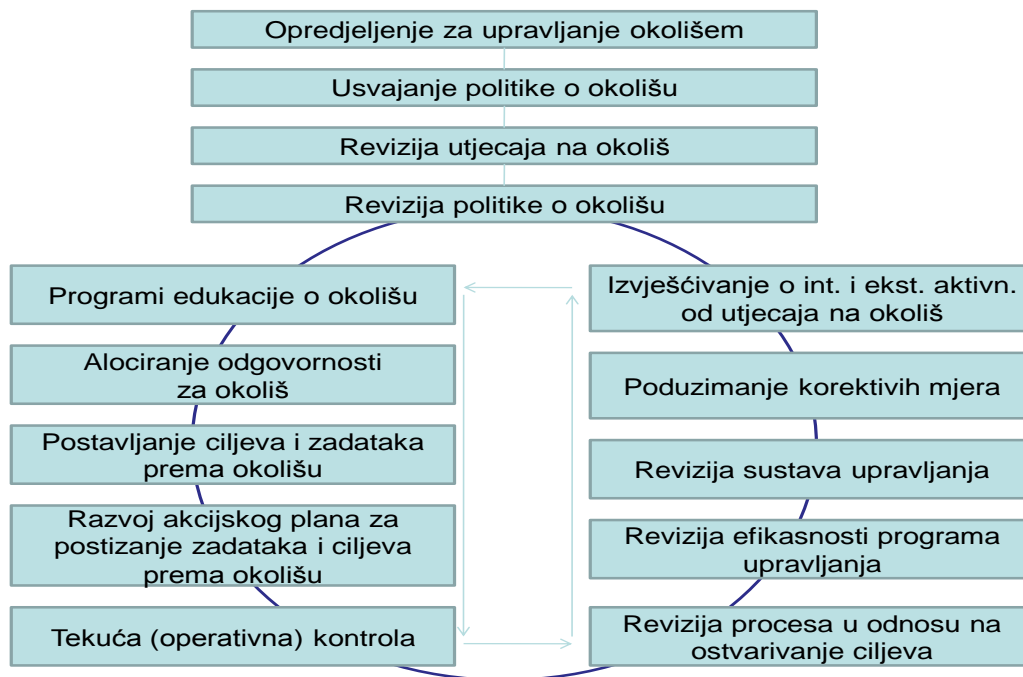 Opredjeljenje za upravljanje okolišem
Usvajanje politike o okolišu
Revizija utjecaja na okoliš
Revizija politike o okolišu
Programi edukacije o okolišu
Alociranje odgovornosti
za okoliš
Postavljanje ciljeva i zadataka
prema okolišu
Razvoj akcijskog plana za
postizanje zadataka i ciljeva
prema okolišu
Tekuća (operativna) kontrola
Izvješćivanje o int. i ekst. aktivn.
od utjecaja na okoliš
Poduzimanje korektivih mjera
Revizija sustava upravljanja
Revizija efikasnosti programa
upravljanja
Revizija procesa u odnosu na
ostvarivanje ciljeva